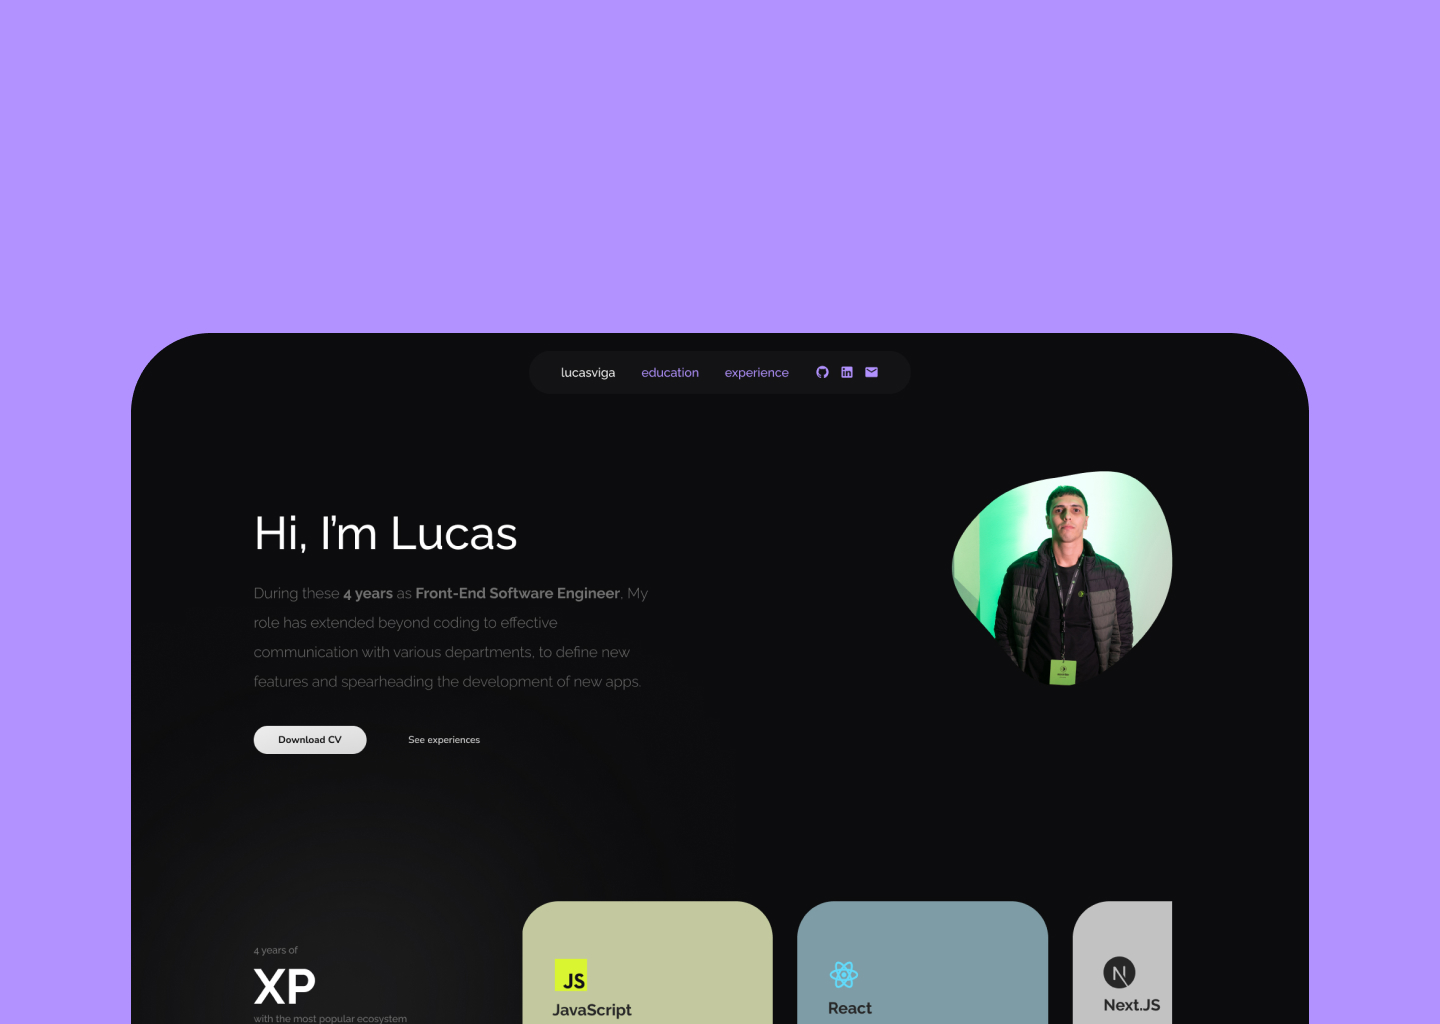 lucasviga education experience
Hi, I'm Lucas
During these 4 years as Front-End Software Engineer, My
role has extended beyond coding to effective
communication with various departments, to define new
features and spearheading the development of new apps.
Download CV See experiences
4 years of
XP
with the most popular ecosystem
JS
JavaScript
React
N
Next.JS